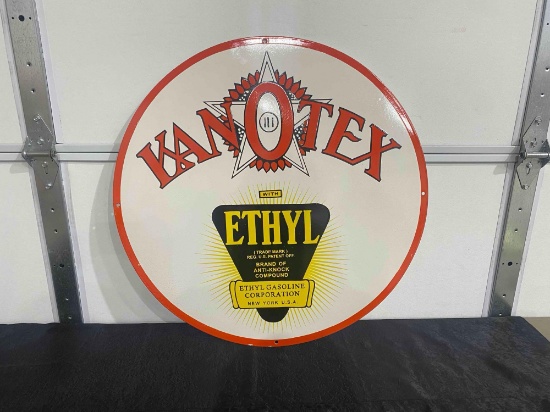 KANOTEX
WITH
ETHYL
( TRADE MARK )
REG. U.S. PATENT OFF.
BRAND OF
ANTI-KNOCK
COMPOUND
ETHYL GASOLINE
CORPORATION
NEW YORK U.S.A.